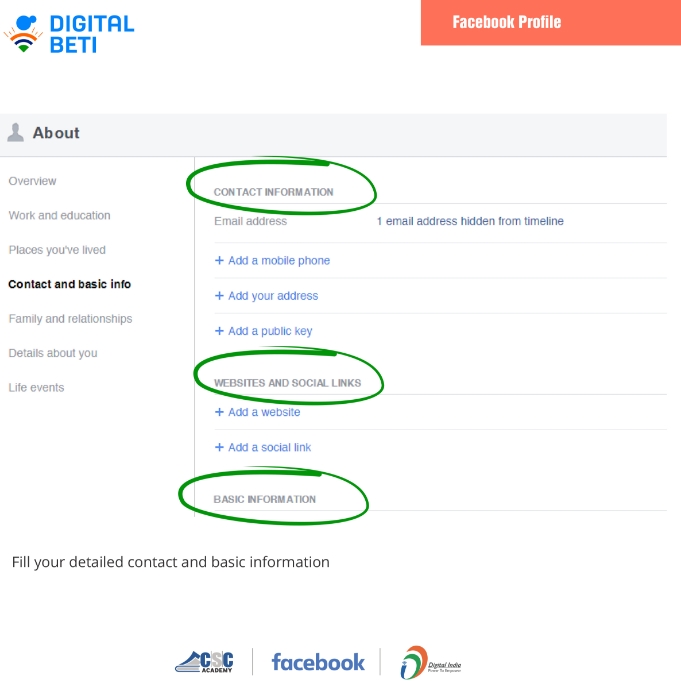 DIGITAL
BETI
Facebook Profile
About
Overview
Work and education
Places you've lived
Contact and basic info
Family and relationships
Details about you
Life events
CONTACT INFORMATION
Email address 1 email address hidden from timeline
+ Add a mobile phone
+ Add your address
+ Add a public key
WEBSITES AND SOCIAL LINKS
+ Add a website
+ Add a social link
BASIC INFORMATION
Fill your detailed contact and basic information
CSC
ACADEMY
facebook
Digital India
Power To Empower